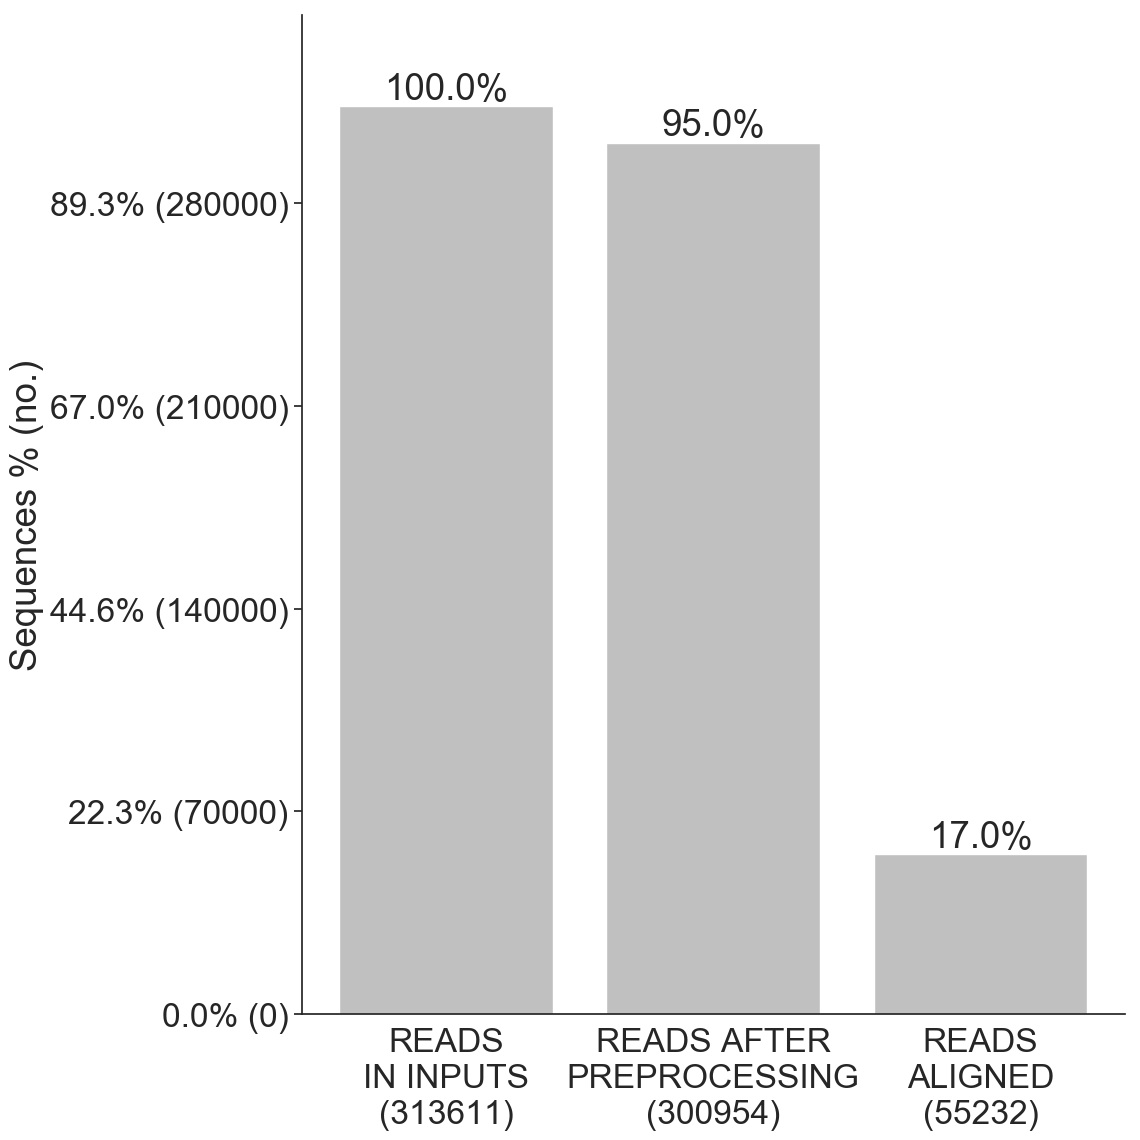 100.0%
95.0%
89.3% (280000)
67.0% (210000)
44.6% (140000)
22.3% (70000)
17.0%
0.0% (0)
Sequences % (no.)
READS
IN INPUTS
(313611)
READS AFTER
PREPROCESSING
(300954)
READS
ALIGNED
(55232)